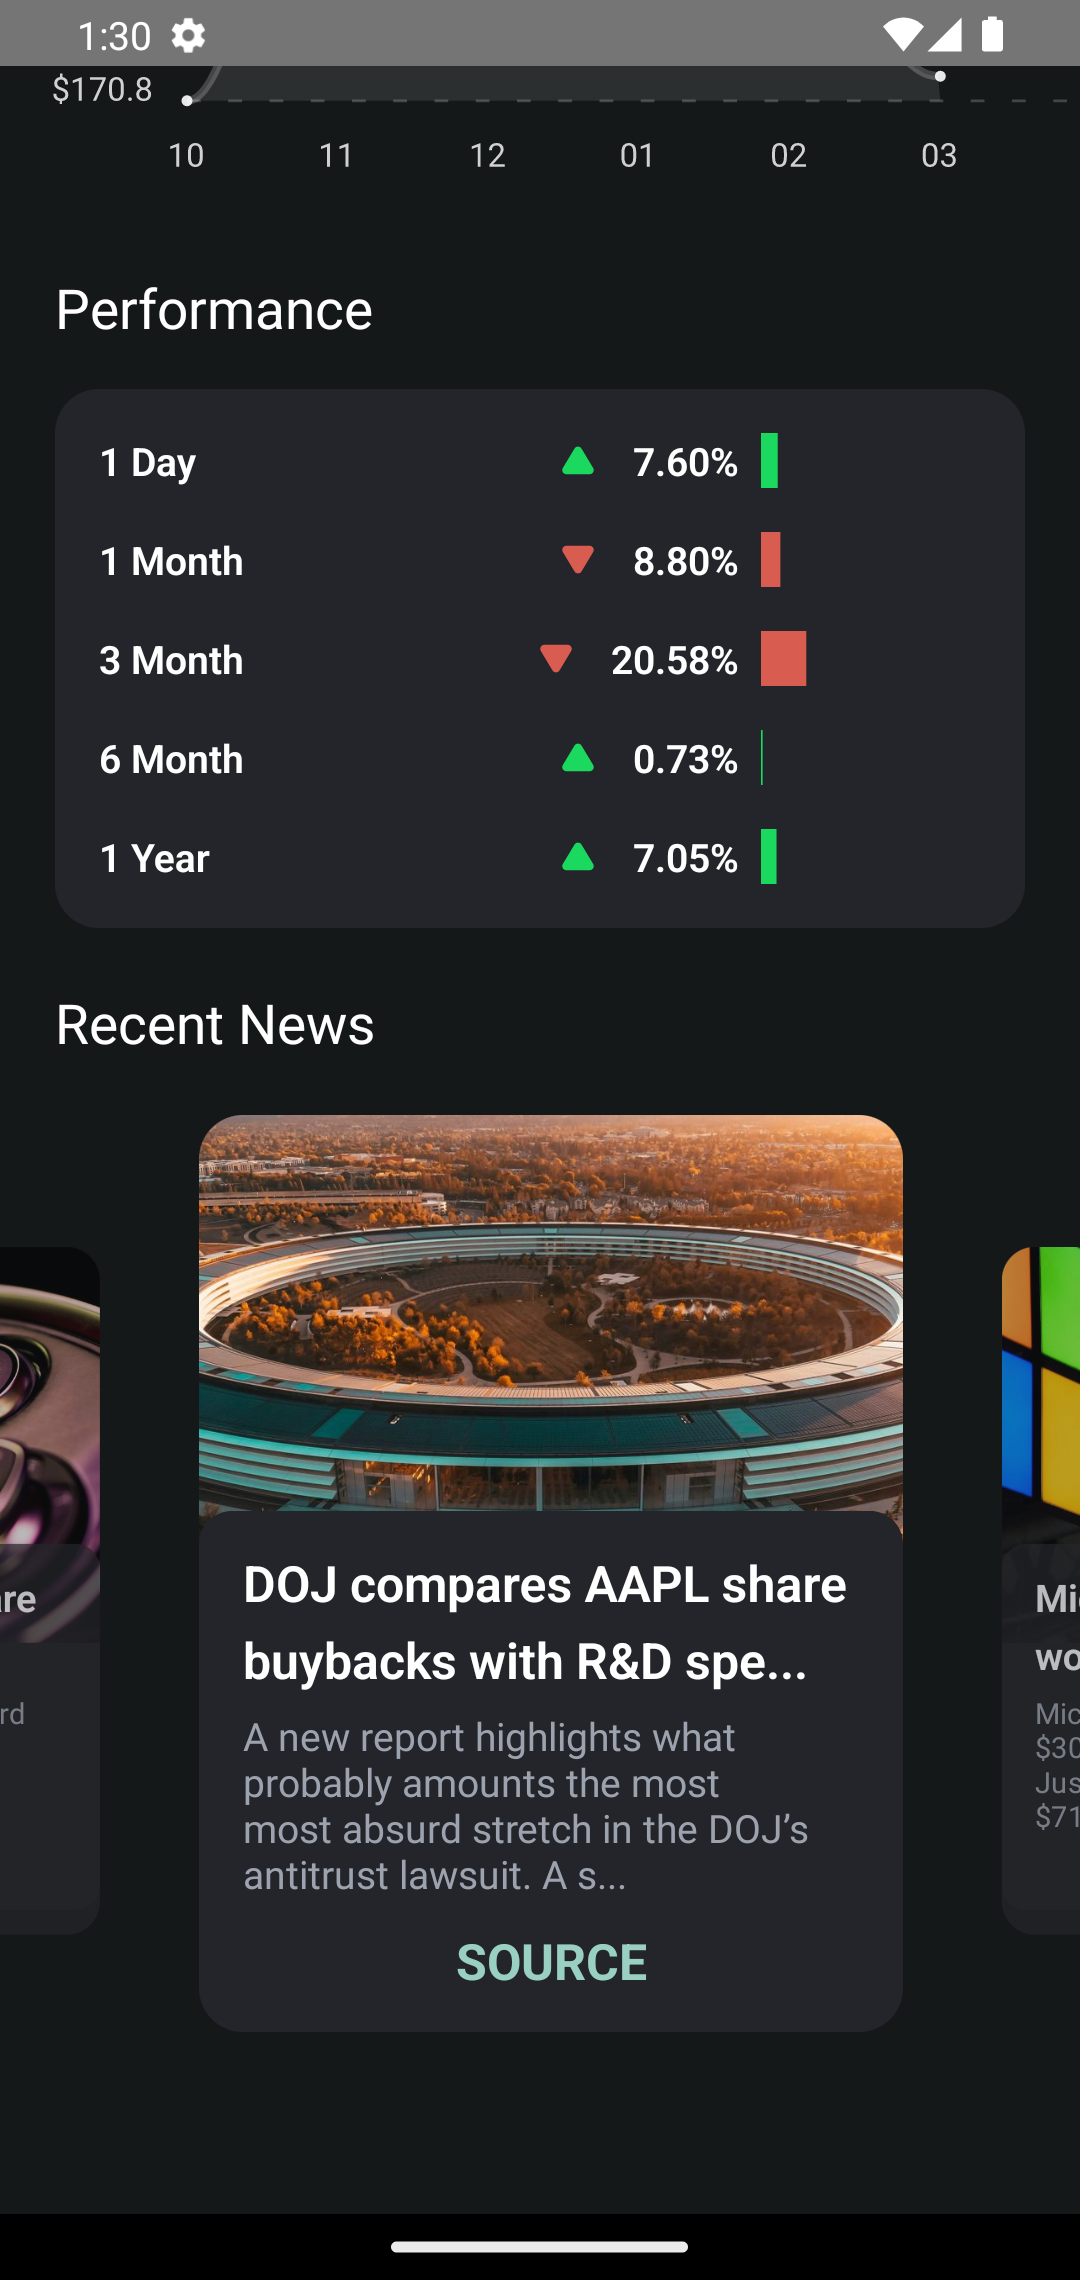 1:30
$170.8
10 11 12 01 02 03
Performance
1 Day 7.60%
1 Month 8.80%
3 Month 20.58%
6 Month 0.73%
1 Year 7.05%
Recent News
DOJ compares AAPL share
buybacks with R&D spe...
A new report highlights what
probably amounts the most
most absurd stretch in the DOJ’s
antitrust lawsuit. A s...
SOURCE
re
rd
Mi
wo
Mic
$30
Jus
$71